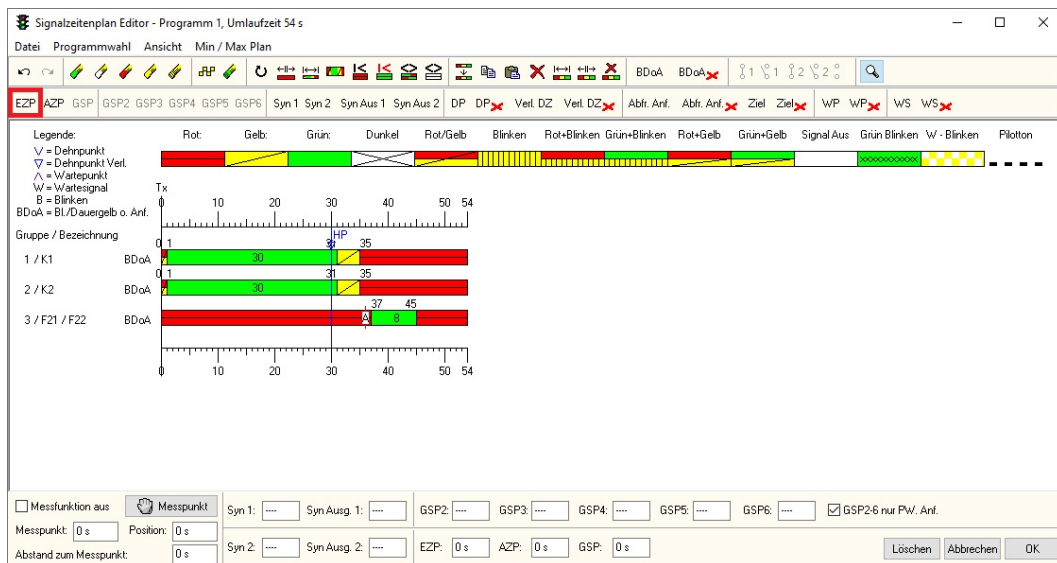 Signalzeitenplan Editor - Programm 1, Umlaufzeit 54 s
Datei Programmwahl Ansicht Min / Max Plan
BDoA BDoA 1 1 2 2
EZP AZP GSP GSP2 GSP3 GSP4 GSP5 GSP6 Syn 1 Syn 2 Syn Aus 1 Syn Aus 2 DP DP Verl. DZ Verl. DZ Abfr. Anf. Abfr. Anf. Ziel Ziel WP WP WS WS
Legende: Rot: Gelb: Grün: Dunkel Rot/Gelb Blinken Rot+Blinken Grün+Blinken Rot+Gelb Grün+Gelb Signal Aus Grün Blinken W - Blinken Pilotton
V = Dehnpunkt
▽ = Dehnpunkt Verl.
Λ = Wartepunkt
W = Wartesignal
B = Blinken
BDoA = Bl./Dauergelb o. Anf.
Tx
0 10 20 30 40 50 54
Gruppe / Bezeichnung
HP
0 1 31 35
1 / K1 BDoA 30
0 1 31 35
2 / K2 BDoA 30
37 45
3 / F21 / F22 BDoA A 8
0 10 20 30 40 50 54
Messfunktion aus Messpunkt Syn 1: ---- Syn Ausg. 1: ---- GSP2: ---- GSP3: ---- GSP4: ---- GSP5: ---- GSP6: ---- GSP2-6 nur PW. Anf.
Messpunkt: 0 s Position: 0 s
Abstand zum Messpunkt: 0 s Syn 2: ---- Syn Ausg. 2: ---- EZP: 0 s AZP: 0 s GSP: 0 s Löschen Abbrechen OK